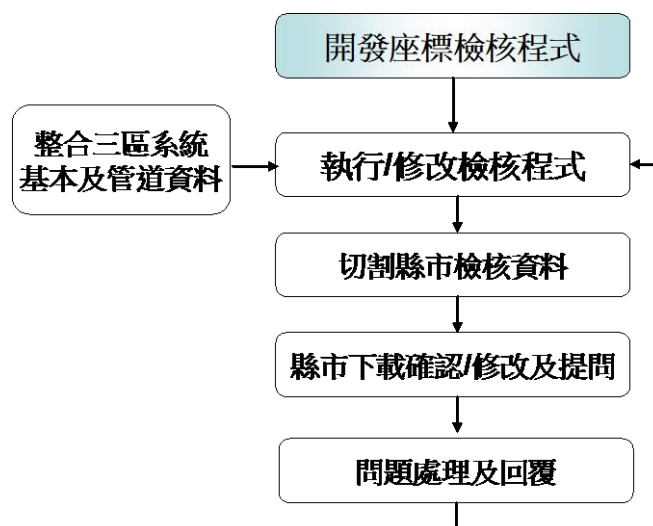 開發座標檢核程式
整合三區系統
基本及管道資料
執行/修改檢核程式
切割縣市檢核資料
縣市下載確認/修改及提問
問題處理及回覆